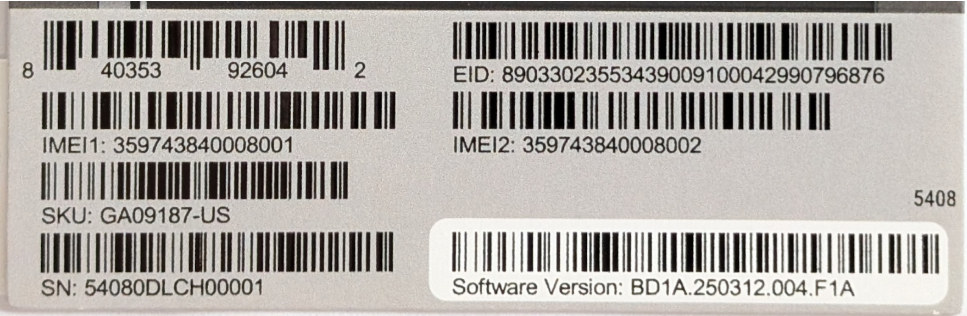 8 40353 92604 2
EID: 89033023553439009100042990796876
IMEI1: 359743840008001
IMEI2: 359743840008002
SKU: GA09187-US
5408
SN: 54080DLCH00001
Software Version: BD1A.250312.004.F1A